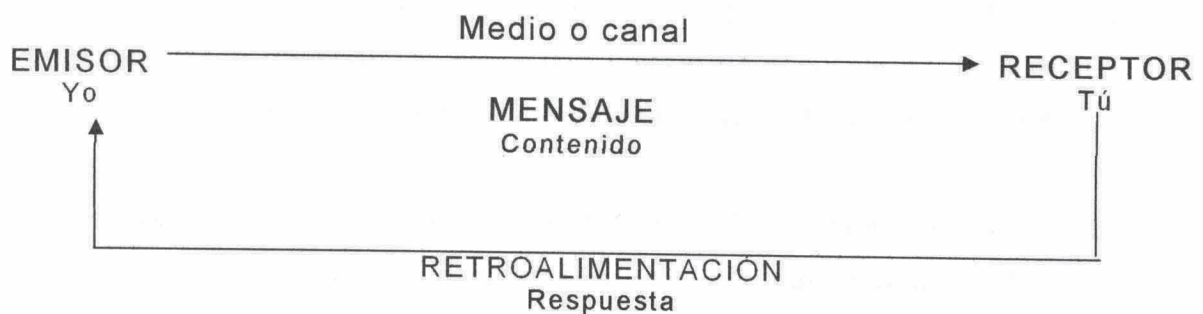 Medio o canal
EMISOR
Yo
RECEPTOR
Tú
MENSAJE
Contenido
RETROALIMENTACIÓN
Respuesta